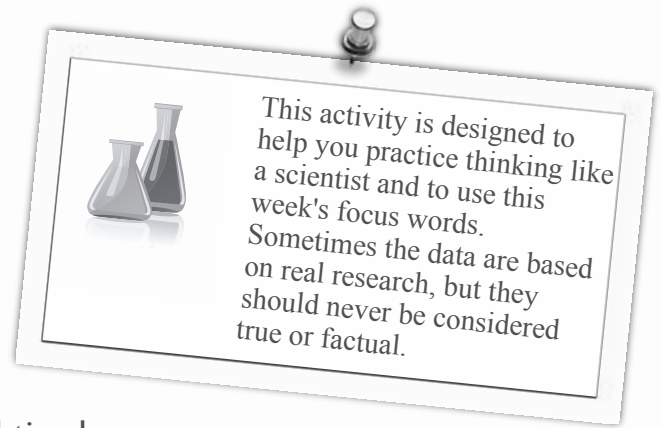 This activity is designed to
help you practice thinking like
a scientist and to use this
week's focus words.
Sometimes the data are based
on real research, but they
should never be considered
true or factual.